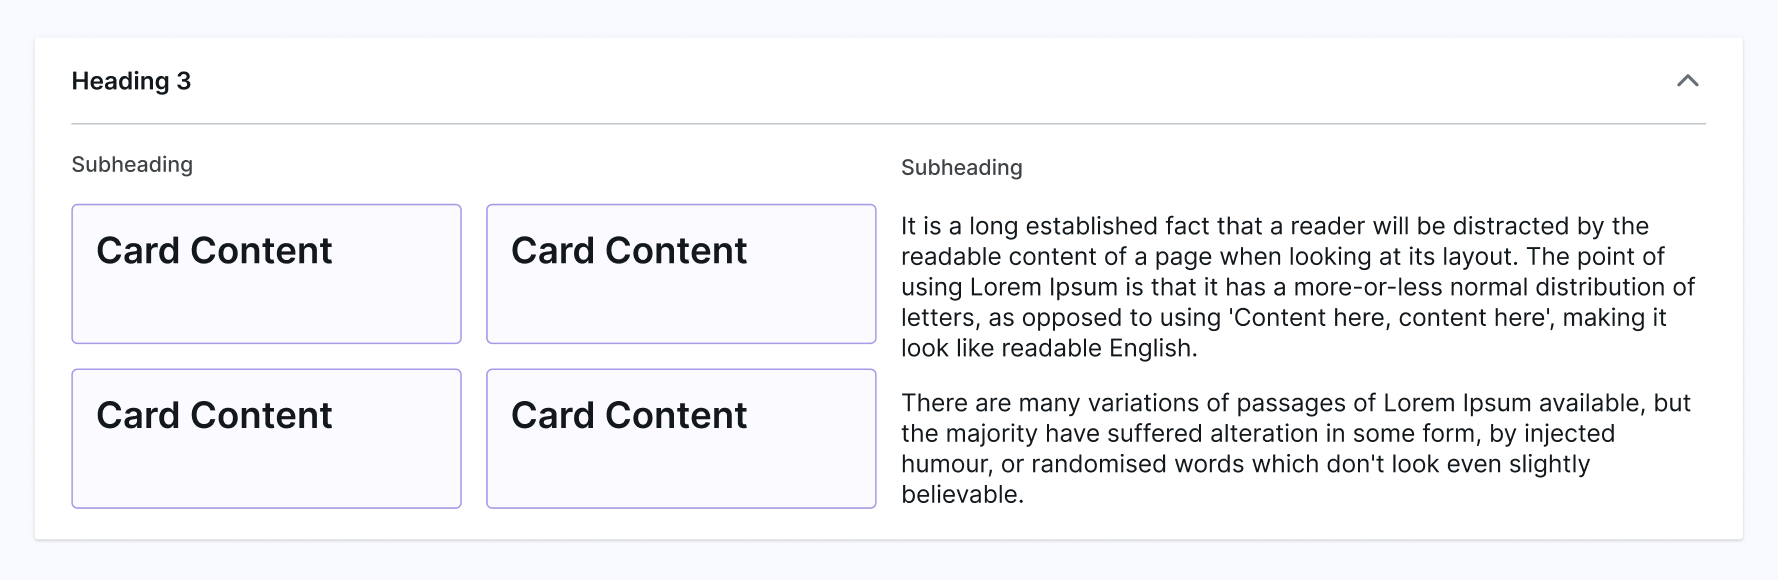 Heading 3
Subheading
Card Content
Card Content
Card Content
Card Content
Subheading
It is a long established fact that a reader will be distracted by the
readable content of a page when looking at its layout. The point of
using Lorem Ipsum is that it has a more-or-less normal distribution of
letters, as opposed to using 'Content here, content here', making it
look like readable English.
There are many variations of passages of Lorem Ipsum available, but
the majority have suffered alteration in some form, by injected
humour, or randomised words which don't look even slightly
believable.